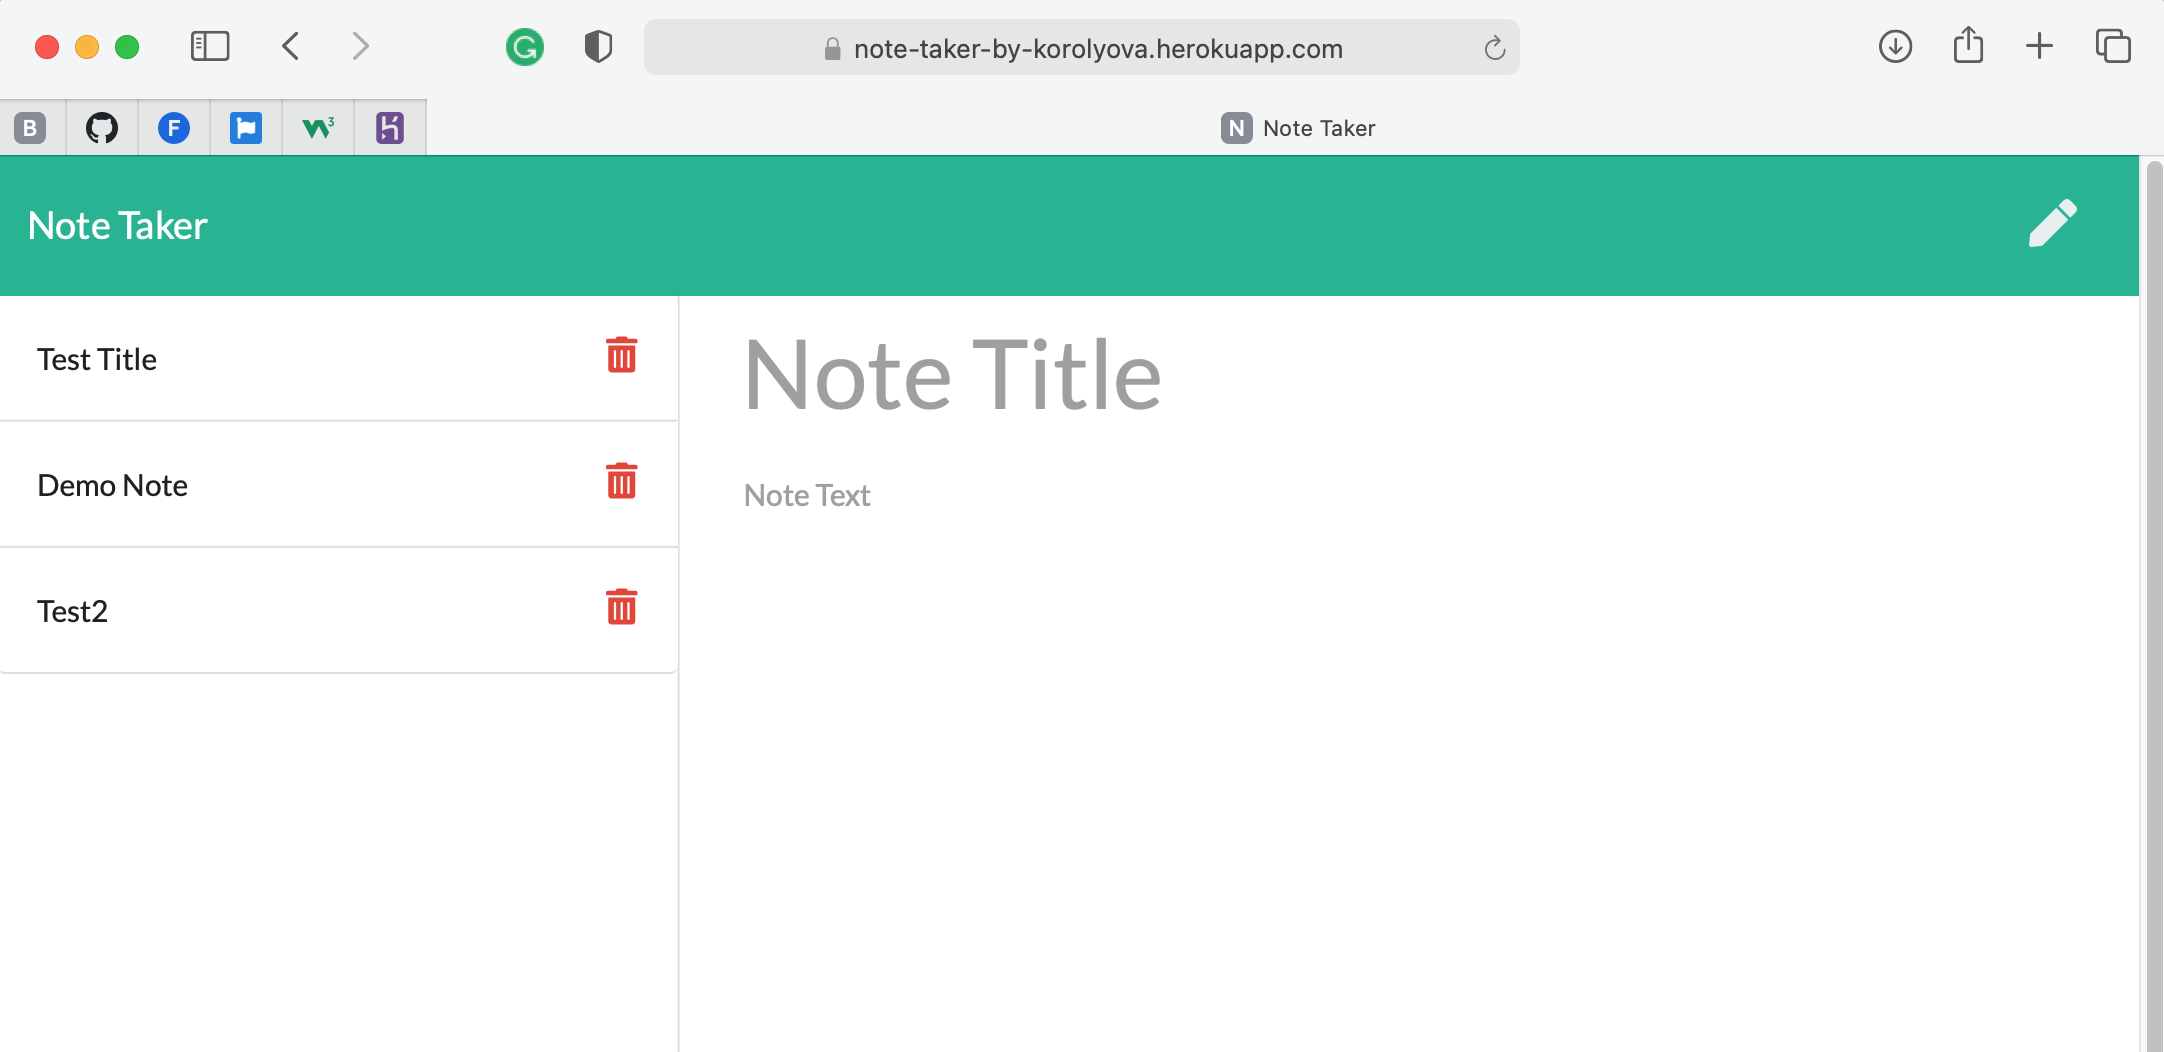 note-taker-by-korolyova.herokuapp.com
B
F
W3
N Note Taker
Note Taker
Test Title
Demo Note
Test2
Note Title
Note Text